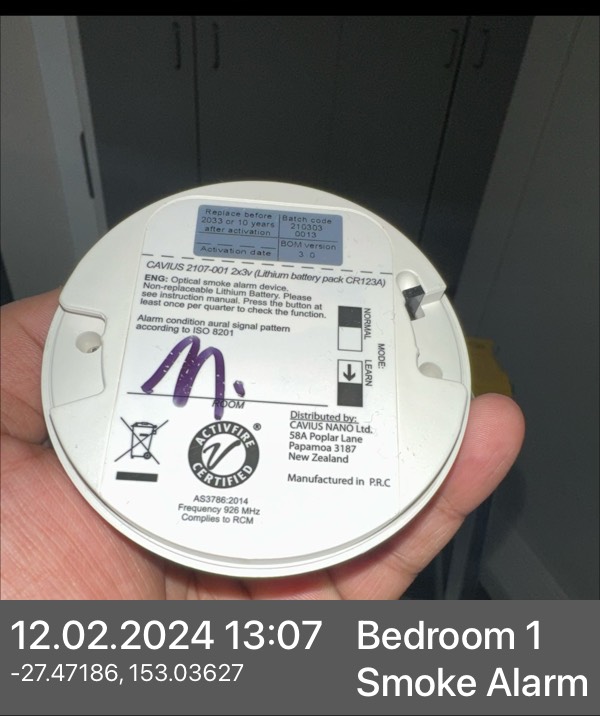 Replace before
2033 or 10 years
after activation
Activation date
Batch code
210303
0013
BOM version
3 0
CAVIUS 2107-001 2x3v (Lithium battery pack CR123A)
ENG: Optical smoke alarm device.
Non-replaceable Lithium Battery. Please
see instruction manual. Press the button at
least once per quarter to check the function.
Alarm condition aural signal pattern
according to ISO 8201
NORMAL
MODE:
LEARN
M.
ROOM
ACTIVFIRE ®
CERTIFIED
Distributed by:
CAVIUS NANO Ltd.
58A Poplar Lane
Papamoa 3187
New Zealand
Manufactured in P.R.C
AS3786:2014
Frequency 926 MHz
Complies to RCM
12.02.2024 13:07
-27.47186, 153.03627
Bedroom 1
Smoke Alarm